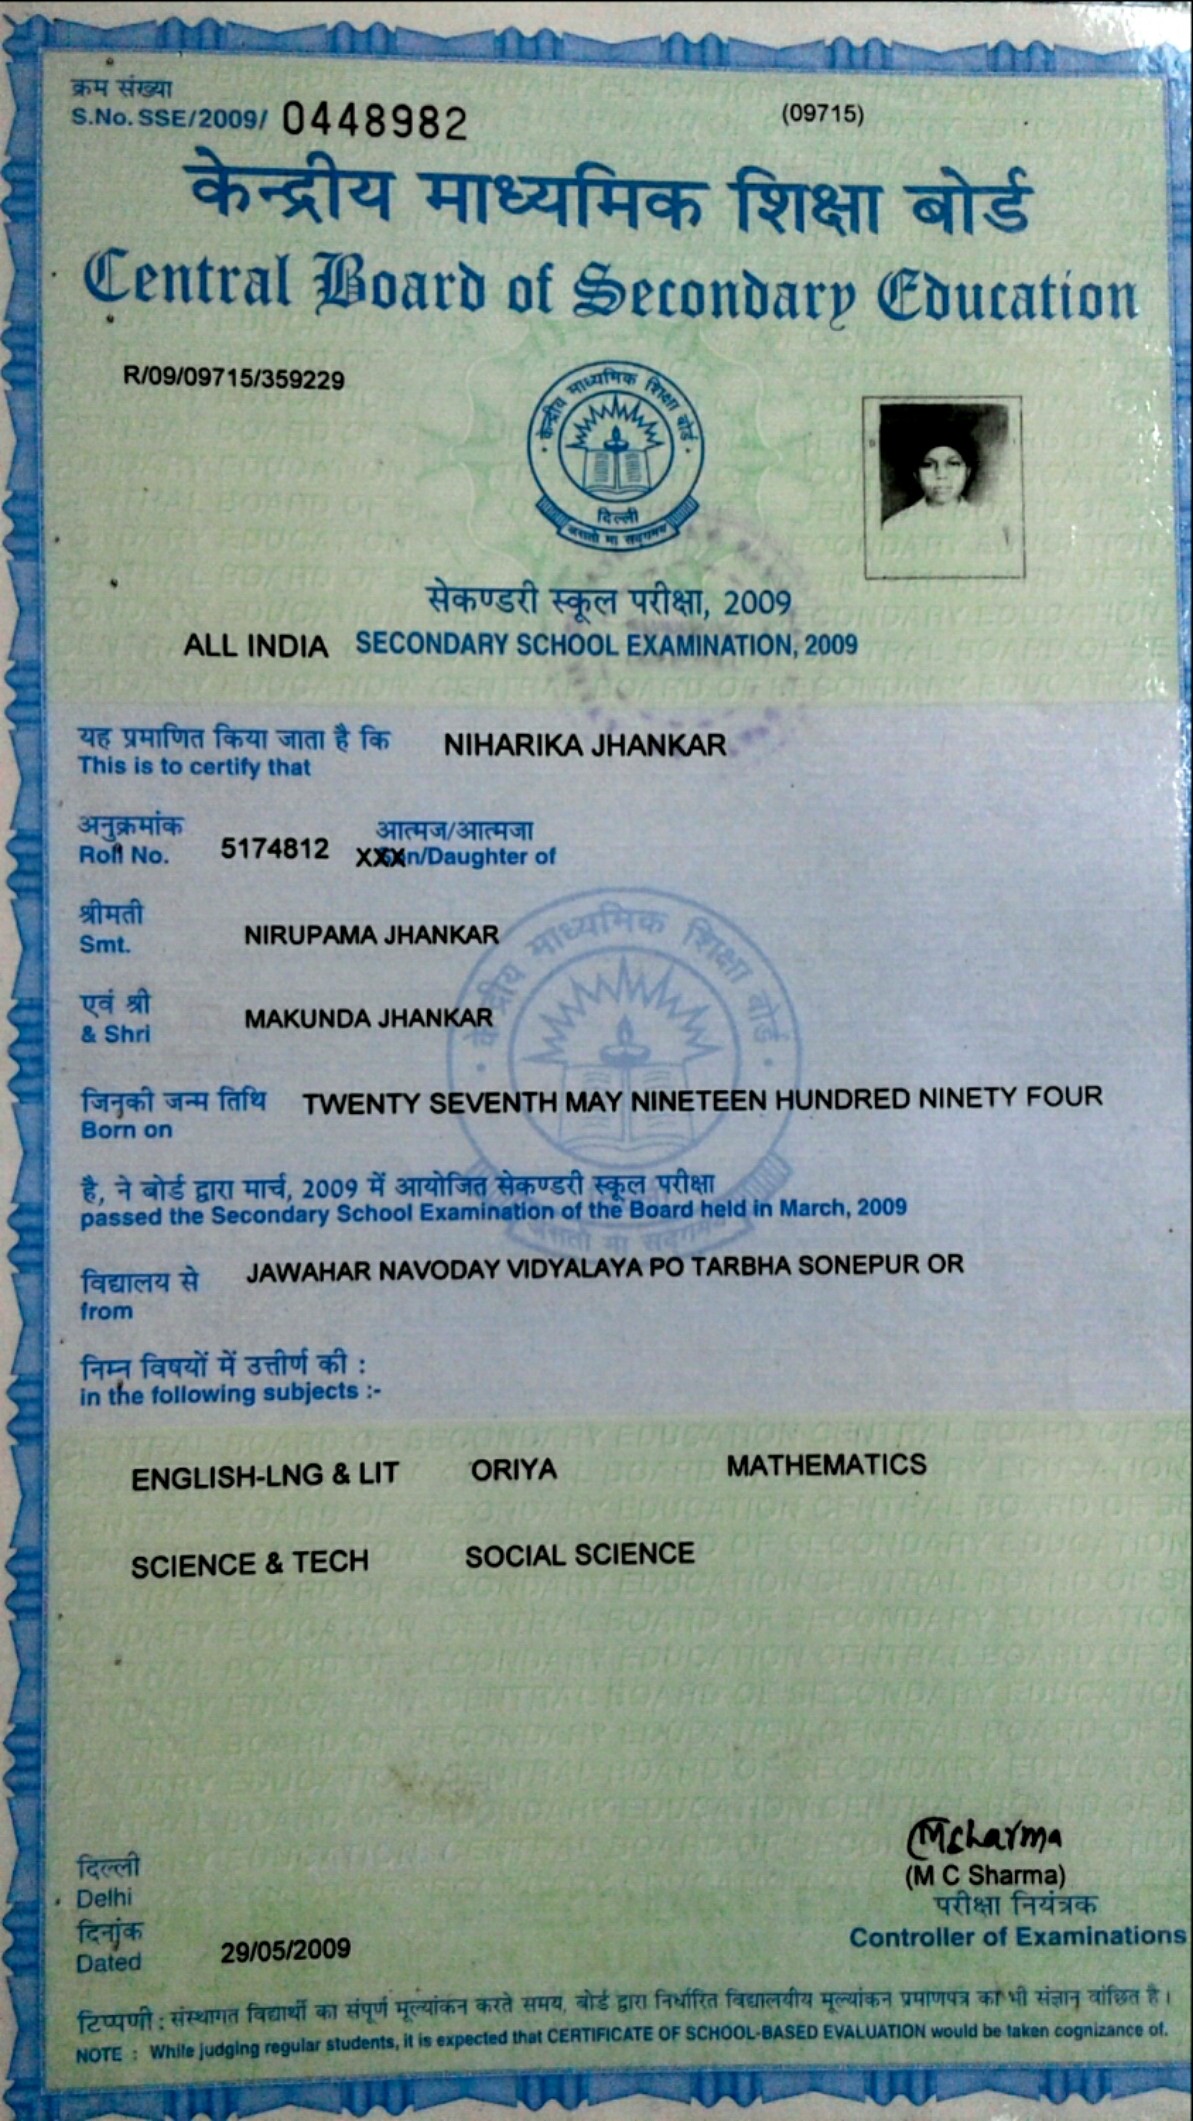 क्रम संख्या
S.No. SSE/2009/ 0448982 (09715)
केन्द्रीय माध्यमिक शिक्षा बोर्ड
Central Board of Secondary Education
R/09/09715/359229
केन्द्रीय माध्यमिक शिक्षा बोर्ड
दिल्ली
असतो मा सद्गमय
सेकण्डरी स्कूल परीक्षा, 2009
ALL INDIA SECONDARY SCHOOL EXAMINATION, 2009
यह प्रमाणित किया जाता है कि NIHARIKA JHANKAR
This is to certify that
अनुक्रमांक आत्मज/आत्मजा
Roll No. 5174812 XXXn/Daughter of
श्रीमती
Smt. NIRUPAMA JHANKAR
एवं श्री
& Shri MAKUNDA JHANKAR
जिनकी जन्म तिथि TWENTY SEVENTH MAY NINETEEN HUNDRED NINETY FOUR
Born on
है, ने बोर्ड द्वारा मार्च, 2009 में आयोजित सेकण्डरी स्कूल परीक्षा
passed the Secondary School Examination of the Board held in March, 2009
विद्यालय से JAWAHAR NAVODAY VIDYALAYA PO TARBHA SONEPUR OR
from
निम्न विषयों में उत्तीर्ण की :
in the following subjects :-
ENGLISH-LNG & LIT ORIYA MATHEMATICS
SCIENCE & TECH SOCIAL SCIENCE
MCSharma
(M C Sharma)
परीक्षा नियंत्रक
Controller of Examinations
दिल्ली
Delhi
दिनांक
Dated 29/05/2009
टिप्पणी : संस्थागत विद्यार्थी का संपूर्ण मूल्यांकन करते समय, बोर्ड द्वारा निर्धारित विद्यालयीय मूल्यांकन प्रमाणपत्र का भी संज्ञान वांछित है।
NOTE : While judging regular students, it is expected that CERTIFICATE OF SCHOOL-BASED EVALUATION would be taken cognizance of.